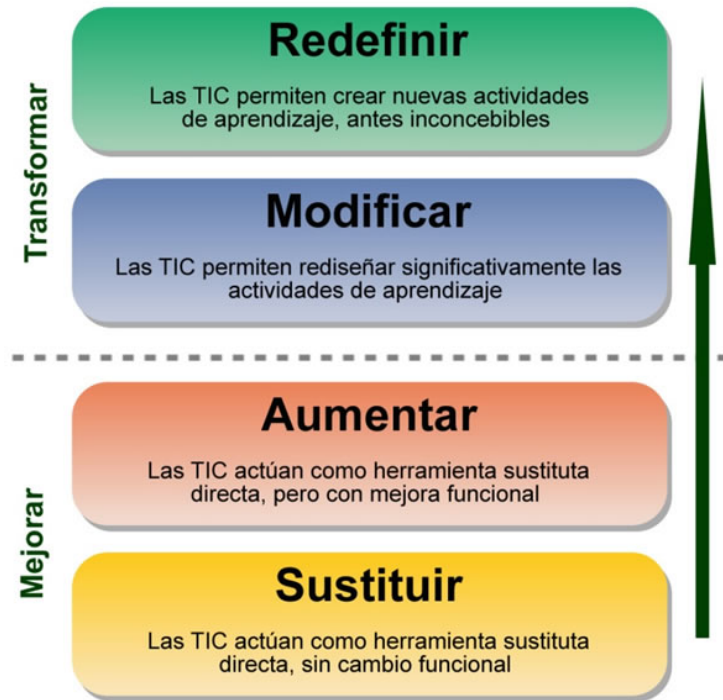 Transformar
Redefinir
Las TIC permiten crear nuevas actividades
de aprendizaje, antes inconcebibles
Modificar
Las TIC permiten rediseñar significativamente las
actividades de aprendizaje
Mejorar
Aumentar
Las TIC actúan como herramienta sustituta
directa, pero con mejora funcional
Sustituir
Las TIC actúan como herramienta sustituta
directa, sin cambio funcional